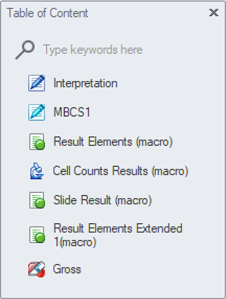 Table of Content
Type keywords here
Interpretation
MBCS1
Result Elements (macro)
Cell Counts Results (macro)
Slide Result (macro)
Result Elements Extended
1(macro)
Gross